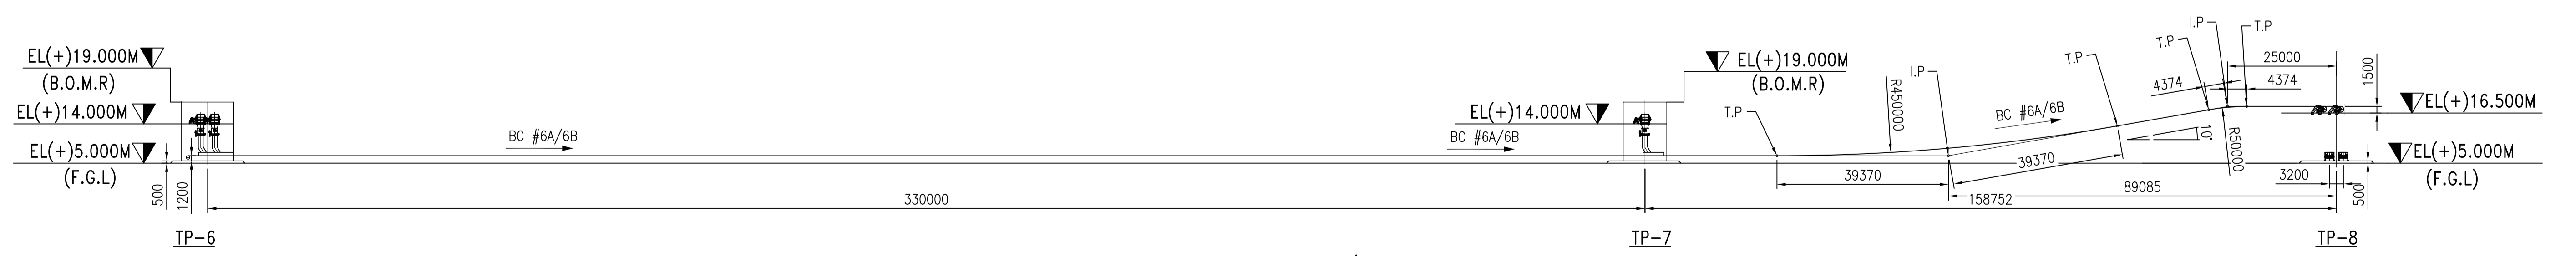 EL(+)19.000M
(B.O.M.R)
EL(+)14.000M
EL(+)5.000M
(F.G.L)
500
1200
TP-6
BC #6A/6B
330000
BC #6A/6B
EL(+)14.000M
EL(+)19.000M
(B.O.M.R)
TP-7
T.P
R450000
I.P
39370
39370
BC #6A/6B
T.P
10°
T.P
I.P
T.P
4374
4374
25000
1500
R50000
EL(+)16.500M
EL(+)5.000M
(F.G.L)
3200
500
89085
158752
TP-8